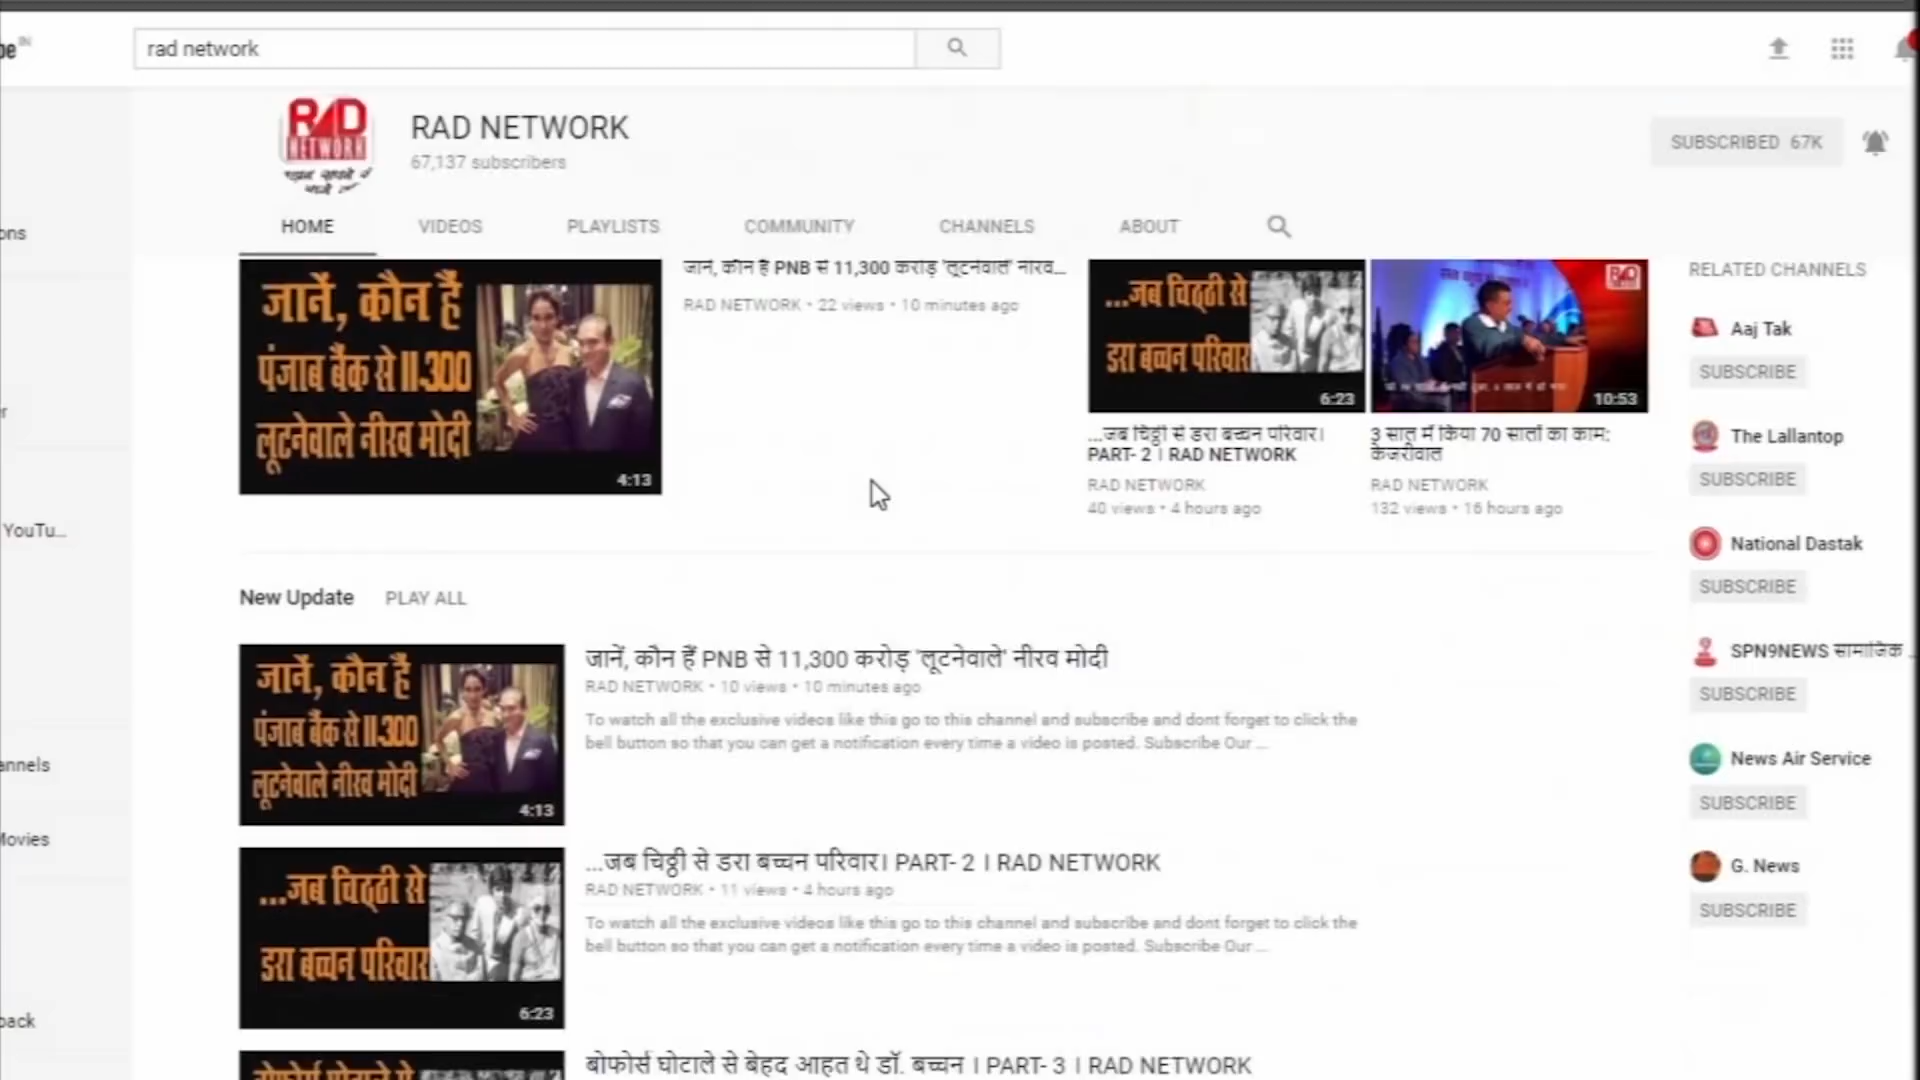 be IN
rad network
RAD
NETWORK
RAD NETWORK
67,137 subscribers
SUBSCRIBED 67K
HOME
VIDEOS
PLAYLISTS
COMMUNITY
CHANNELS
ABOUT
ons
r
YouTu...
annels
Movies
back
जानें, कौन हैं
पंजाब बैंक से 11-300
लूटनेवाले नीरव मोदी
4:13
जानें, कौन हैं PNB से 11,300 करोड़ 'लूटनेवाले' नीरव...
RAD NETWORK • 22 views • 10 minutes ago
...जब चिठ्ठी से
डरा बच्चन परिवार
6:23
...जब चिठ्ठी से डरा बच्चन परिवार।
PART- 2 । RAD NETWORK
RAD NETWORK
40 views • 4 hours ago
RAD
10:53
3 साल में किया 70 सालों का काम:
केजरीवाल
RAD NETWORK
132 views • 16 hours ago
RELATED CHANNELS
Aaj Tak
SUBSCRIBE
The Lallantop
SUBSCRIBE
National Dastak
SUBSCRIBE
SPN9NEWS सामाजिक ...
SUBSCRIBE
News Air Service
SUBSCRIBE
G. News
SUBSCRIBE
New Update PLAY ALL
जानें, कौन हैं
पंजाब बैंक से 11-300
लूटनेवाले नीरव मोदी
4:13
जानें, कौन हैं PNB से 11,300 करोड़ 'लूटनेवाले' नीरव मोदी
RAD NETWORK • 10 views • 10 minutes ago
To watch all the exclusive videos like this go to this channel and subscribe and dont forget to click the
bell button so that you can get a notification every time a video is posted. Subscribe Our ...
...जब चिठ्ठी से
डरा बच्चन परिवार
6:23
...जब चिठ्ठी से डरा बच्चन परिवार। PART- 2 । RAD NETWORK
RAD NETWORK • 11 views • 4 hours ago
To watch all the exclusive videos like this go to this channel and subscribe and dont forget to click the
bell button so that you can get a notification every time a video is posted. Subscribe Our ...
बोफोर्स घोटाले से बेहद आहत थे डॉ. बच्चन । PART- 3 । RAD NETWORK